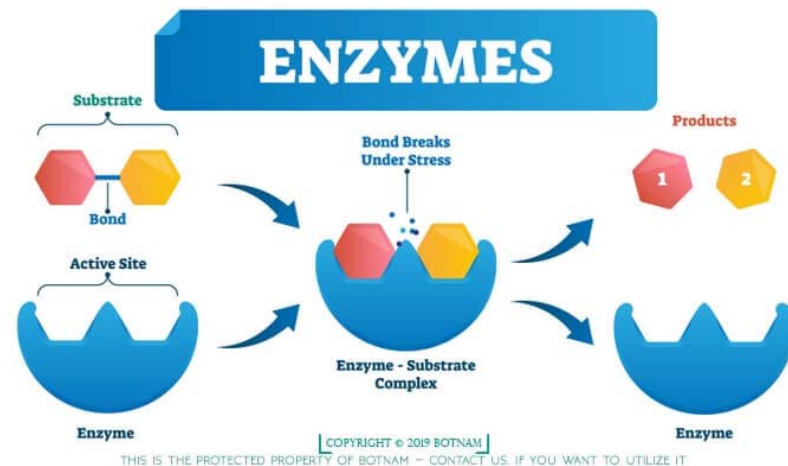 ENZYMES
Substrate
Bond
Active Site
Enzyme
Bond Breaks
Under Stress
Enzyme - Substrate
Complex
Products
1
2
Enzyme
COPYRIGHT © 2019 BOTNAM
THIS IS THE PROTECTED PROPERTY OF BOTNAM – CONTACT US. IF YOU WANT TO UTILIZE IT